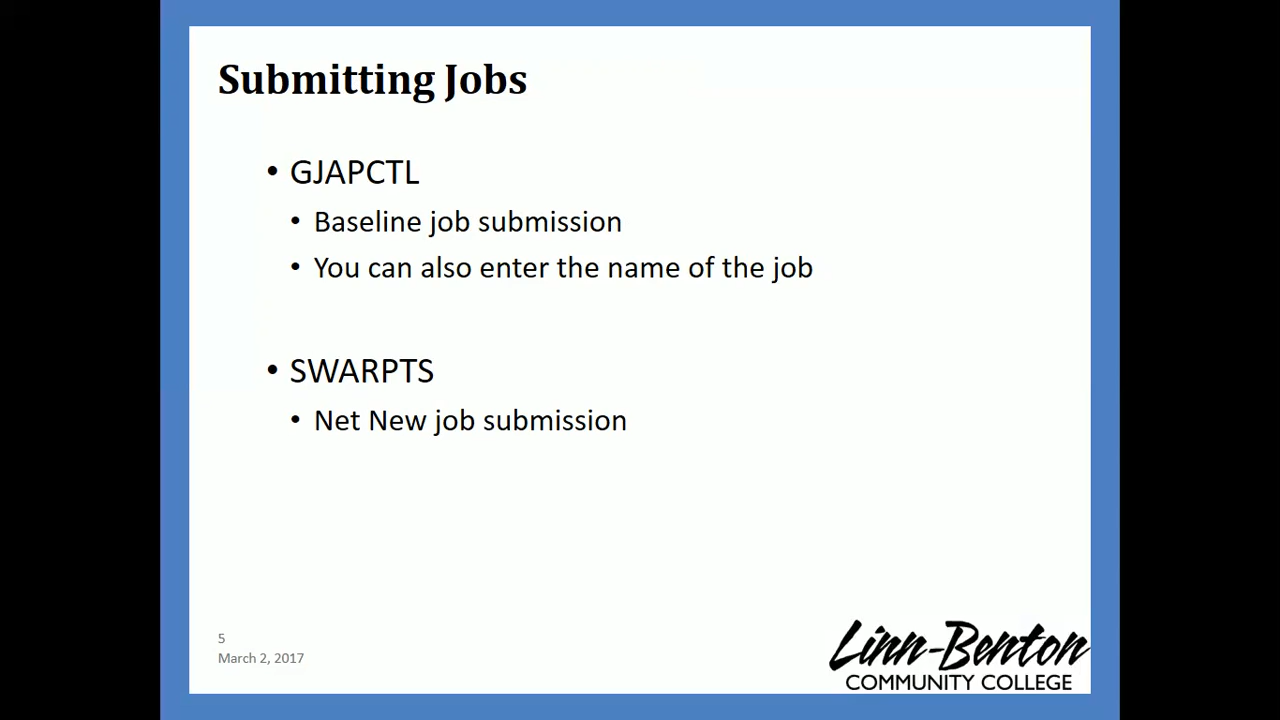 Submitting Jobs
• GJAPCTL
• Baseline job submission
• You can also enter the name of the job
• SWARPTS
• Net New job submission
5
March 2, 2017
Linn-Benton
COMMUNITY COLLEGE